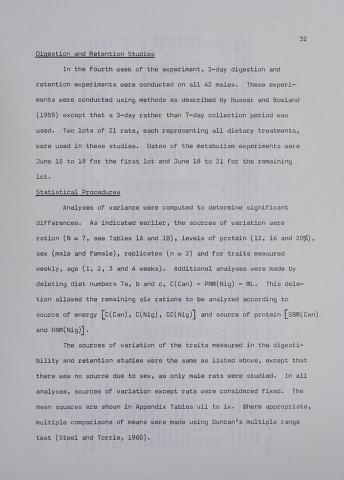 32
Digestion and Retention Studies
In the fourth week of the experiment, 3-day digestion and
retention experiments were conducted on all 42 males. These experi-
ments were conducted using methods as described by Hussar and Bowland
(1959) except that a 3-day rather than 7-day collection period was
used. Two lots of 21 rats, each representing all dietary treatments,
were used in these studies. Dates of the metabolism experiments were
June 15 to 18 for the first lot and June 18 to 21 for the remaining
lot.
Statistical Procedures
Analyses of variance were computed to determine significant
differences. As indicated earlier, the sources of variation were
ration (N = 7, see Tables 1A and 1B), levels of protein (12, 16 and 20%),
sex (male and female), replicates (n = 2) and for traits measured
weekly, age (1, 2, 3 and 4 weeks). Additional analyses were made by
deleting diet numbers 7a, b and c, C(Can) - PNM(Nig) - ML. This dele-
tion allowed the remaining six rations to be analyzed according to
source of energy [C(Can), C(Nig), GC(Nig)] and source of protein [SBM(Can)
and PNM(Nig)].
The sources of variation of the traits measured in the digesti-
bility and retention studies were the same as listed above, except that
there was no source due to sex, as only male rats were studied. In all
analyses, sources of variation except rats were considered fixed. The
mean squares are shown in Appendix Tables vii to ix. Where appropriate,
multiple comparisons of means were made using Duncan's multiple range
test (Steel and Torrie, 1960).